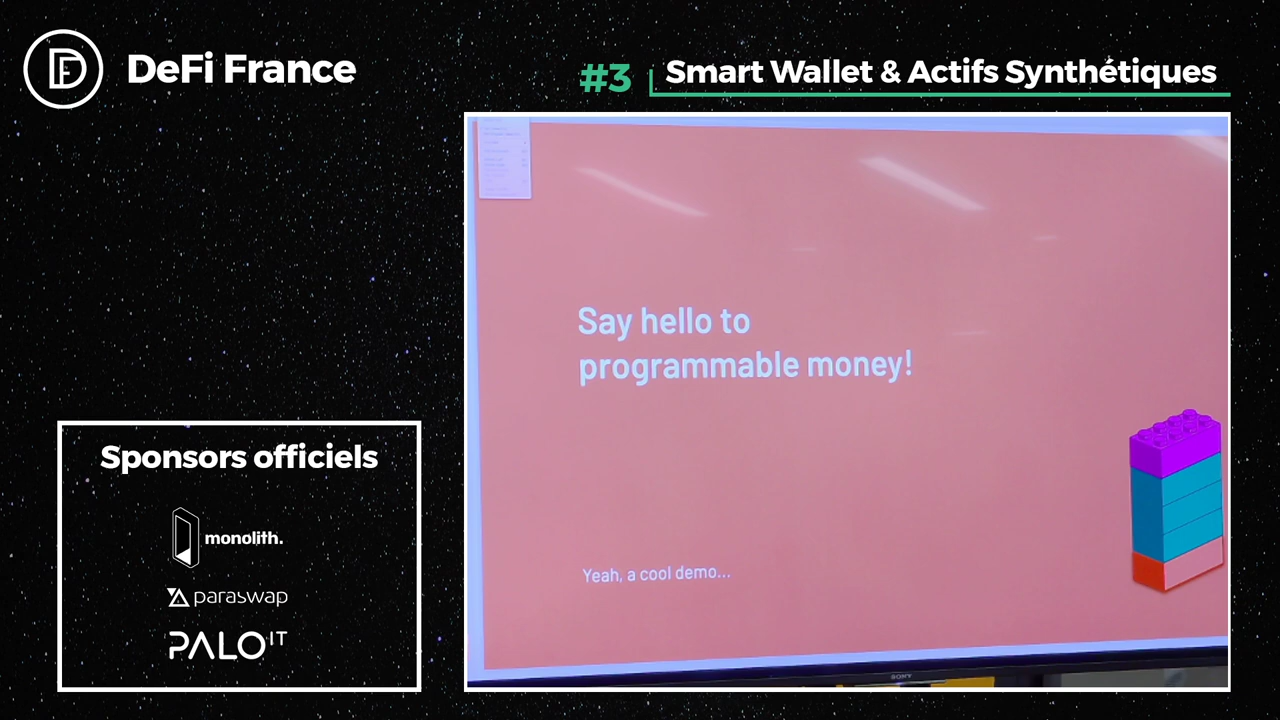 DeFi France
#3
Smart Wallet & Actifs Synthétiques
Say hello to
programmable money!
Yeah, a cool demo...
SONY
Sponsors officiels
monolith.
paraswap
PALO IT